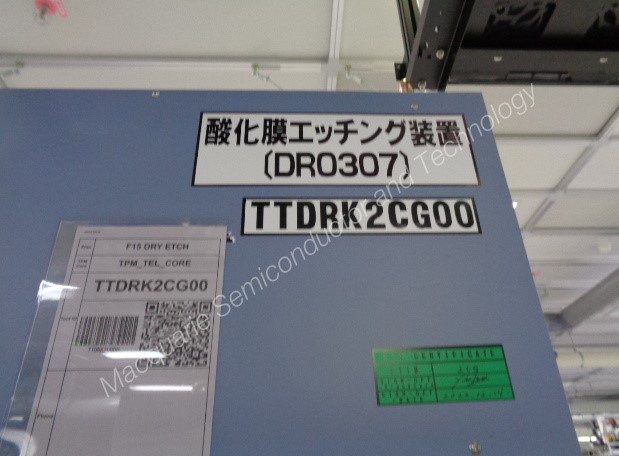 酸化膜エッチング装置
(DR0307)
TTDRK2CG00
F15 DRY ETCH
TPM_TEL_CORE
TTDRK2CG00
Macquarie Semiconductor and Technology